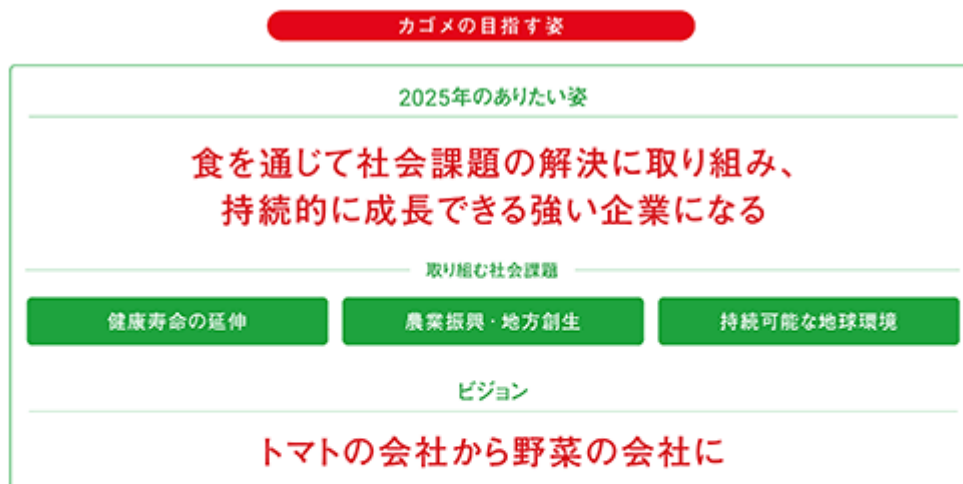 カゴメの目指す姿
2025年のありたい姿
食を通じて社会課題の解決に取り組み、
持続的に成長できる強い企業になる
取り組む社会課題
健康寿命の延伸
農業振興・地方創生
持続可能な地球環境
ビジョン
トマトの会社から野菜の会社に